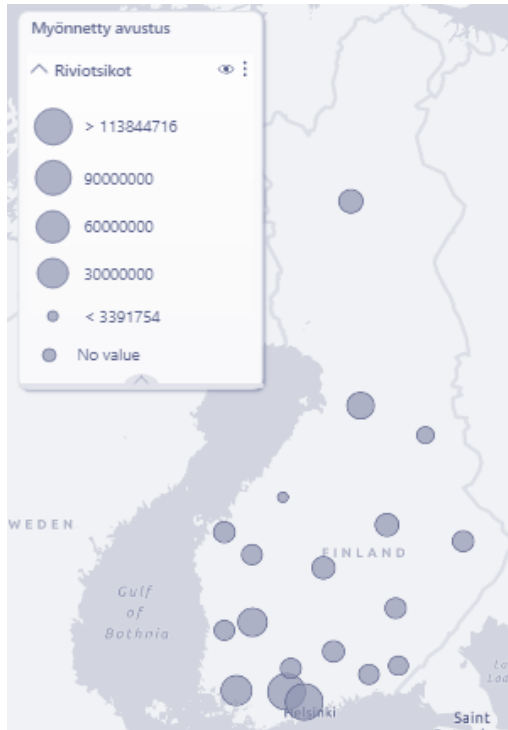 Myönnetty avustus
Riviotsikot
> 113844716
90000000
60000000
30000000
< 3391754
No value
WEDEN
FINLAND
Gulf
of
Bothnia
Helsinki
Saint